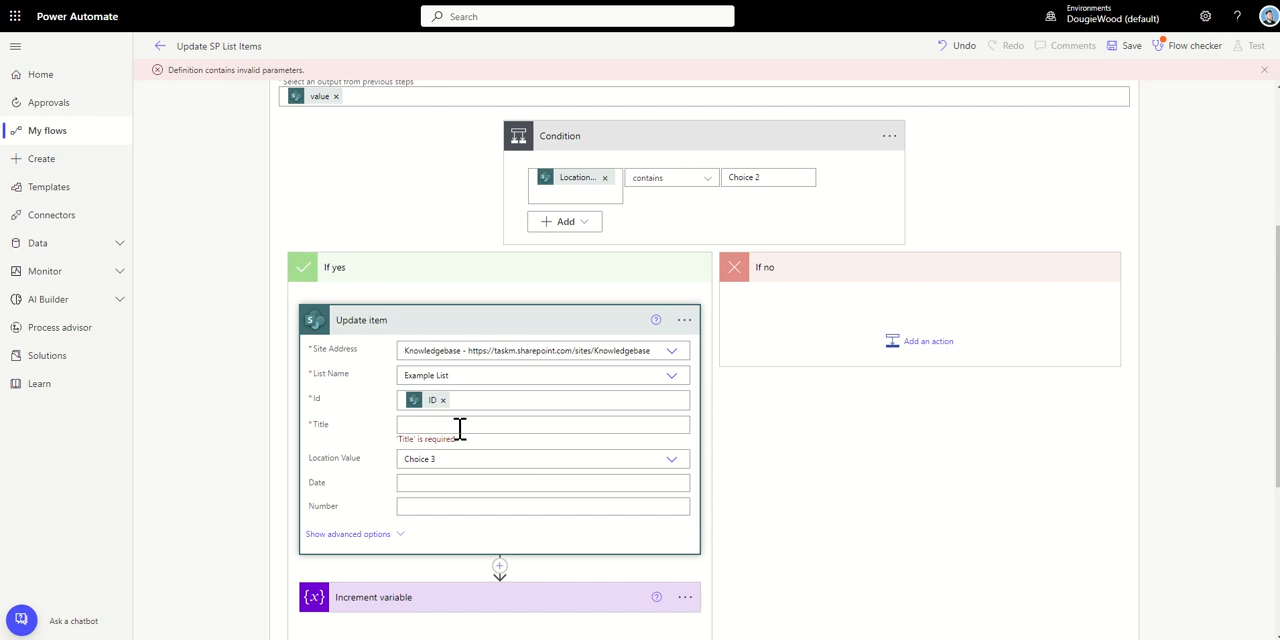 Power Automate
Search
Environments
DougieWood (default)
Update SP List Items
Undo
Redo
Comments
Save
Flow checker
Test
Definition contains invalid parameters.
Home
Approvals
My flows
Create
Templates
Connectors
Data
Monitor
AI Builder
Process advisor
Solutions
Learn
Ask a chatbot
*Select an output from previous steps
value
Condition
Location...
contains
Choice 2
Add
If yes
If no
Add an action
Update item
*Site Address
Knowledgebase - https://taskm.sharepoint.com/sites/Knowledgebase
*List Name
Example List
*Id
ID
*Title
'Title' is required
Location Value
Choice 3
Date
Number
Show advanced options
{x} Increment variable